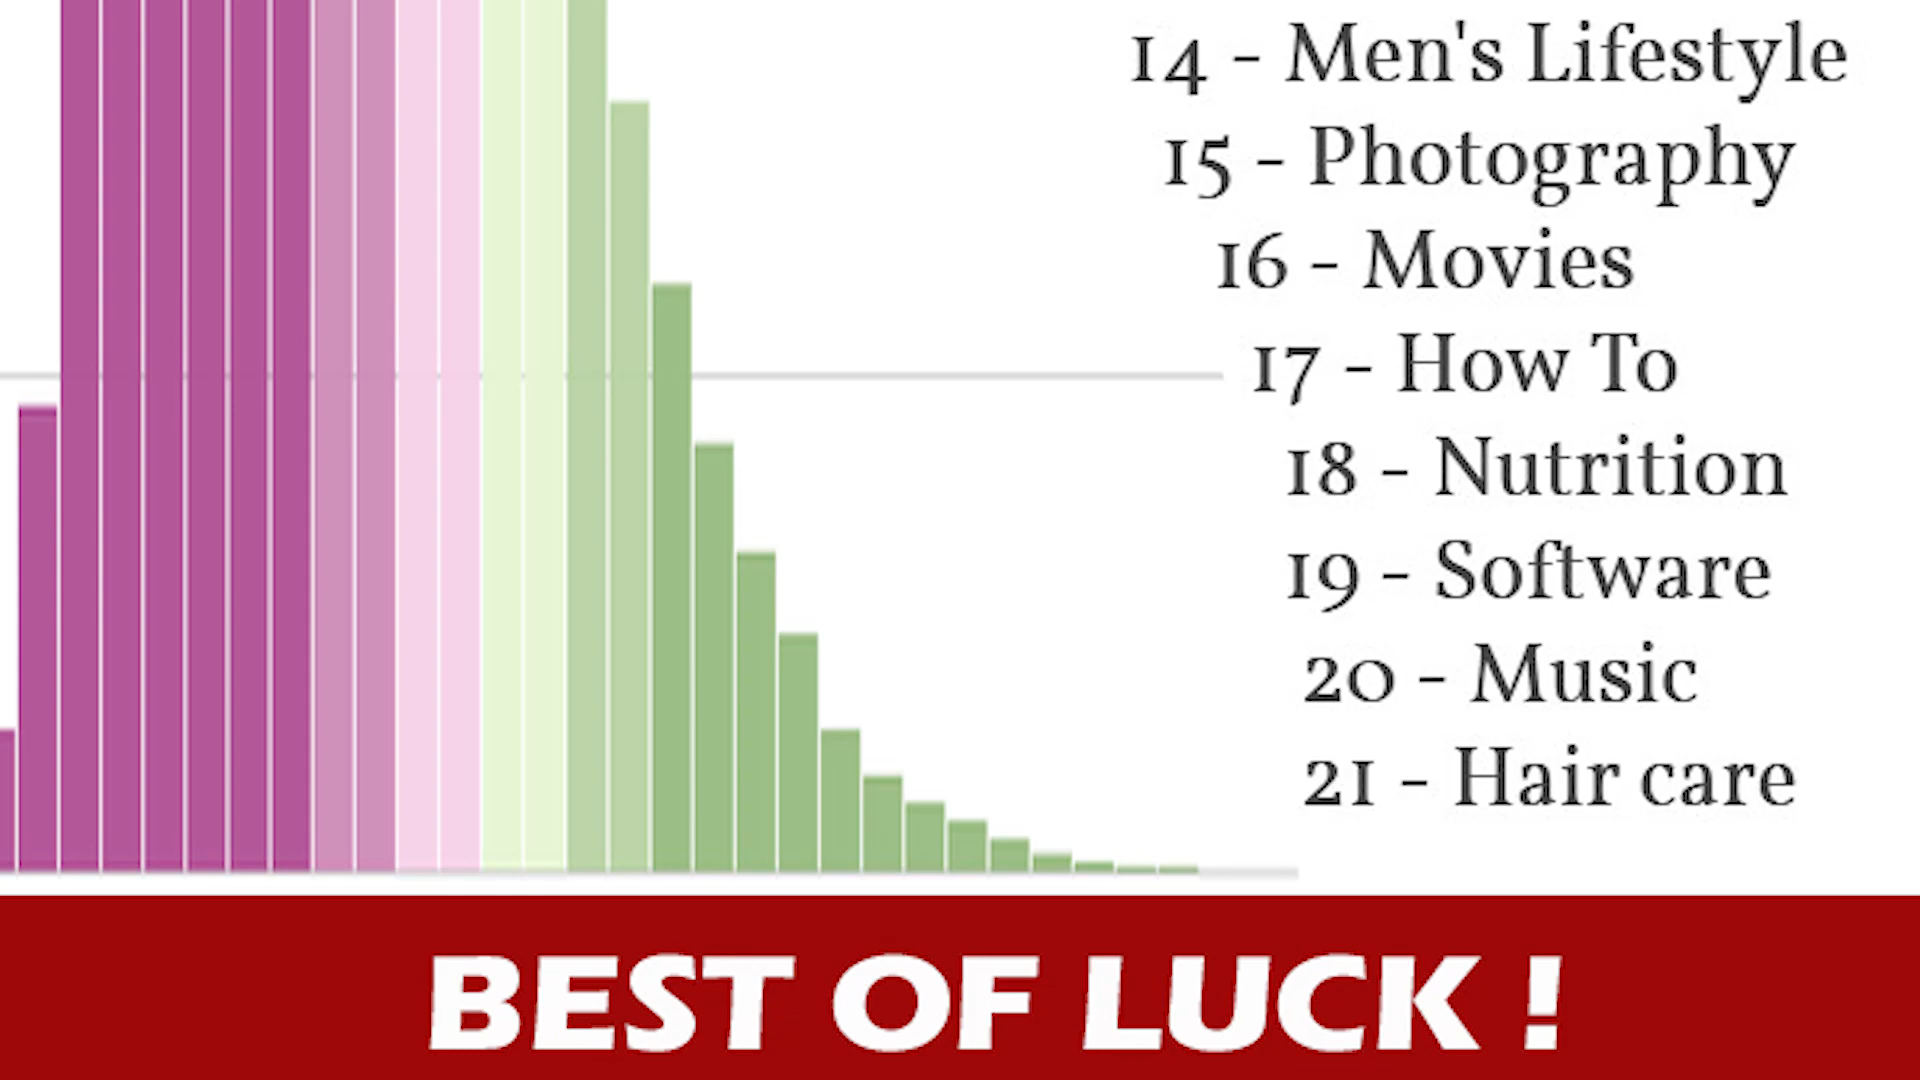 14 - Men's Lifestyle
15 - Photography
16 - Movies
17 - How To
18 - Nutrition
19 - Software
20 - Music
21 - Hair care
BEST OF LUCK !